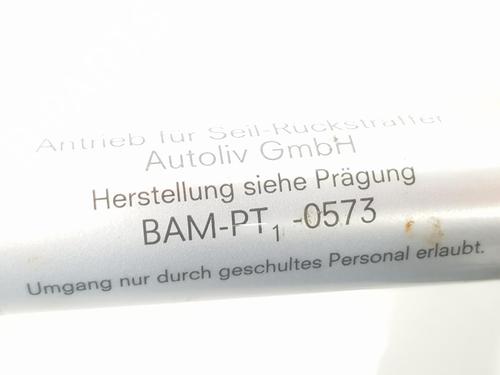 Antrieb für Seil-Rückstraffer
Autoliv GmbH
Herstellung siehe Prägung
BAM-PT₁ -0573
Umgang nur durch geschultes Personal erlaubt.